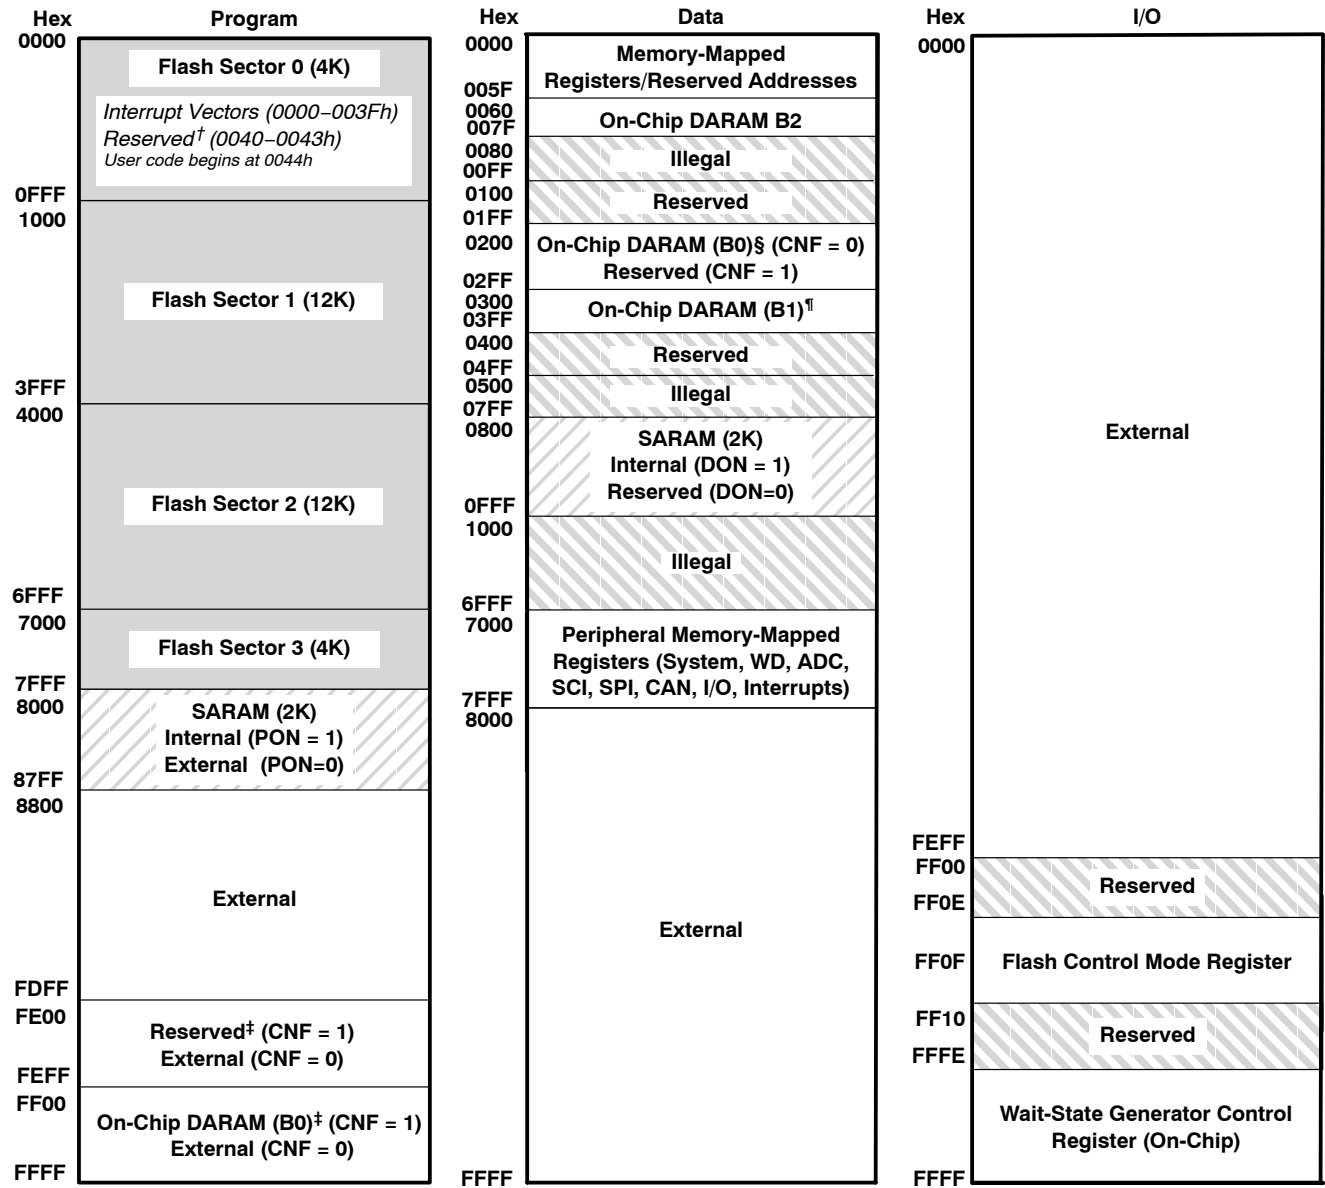 Hex Program
0000
Flash Sector 0 (4K)
Interrupt Vectors (0000–003Fh)
Reserved† (0040–0043h)
User code begins at 0044h
0FFF
1000
Flash Sector 1 (12K)
3FFF
4000
Flash Sector 2 (12K)
6FFF
7000
Flash Sector 3 (4K)
7FFF
8000
SARAM (2K)
Internal (PON = 1)
External (PON=0)
87FF
8800
External
FDFF
FE00
Reserved‡ (CNF = 1)
External (CNF = 0)
FEFF
FF00
On-Chip DARAM (B0)‡ (CNF = 1)
External (CNF = 0)
FFFF
Hex Data
0000
Memory-Mapped
Registers/Reserved Addresses
005F
0060
On-Chip DARAM B2
007F
0080
Illegal
00FF
0100
Reserved
01FF
0200
On-Chip DARAM (B0)§ (CNF = 0)
Reserved (CNF = 1)
02FF
0300
On-Chip DARAM (B1)¶
03FF
0400
Reserved
04FF
0500
Illegal
07FF
0800
SARAM (2K)
Internal (DON = 1)
Reserved (DON=0)
0FFF
1000
Illegal
6FFF
7000
Peripheral Memory-Mapped
Registers (System, WD, ADC,
SCI, SPI, CAN, I/O, Interrupts)
7FFF
8000
External
FFFF
Hex I/O
0000
External
FEFF
FF00
Reserved
FF0E
FF0F Flash Control Mode Register
FF10
Reserved
FFFE
Wait-State Generator Control
Register (On-Chip)
FFFF